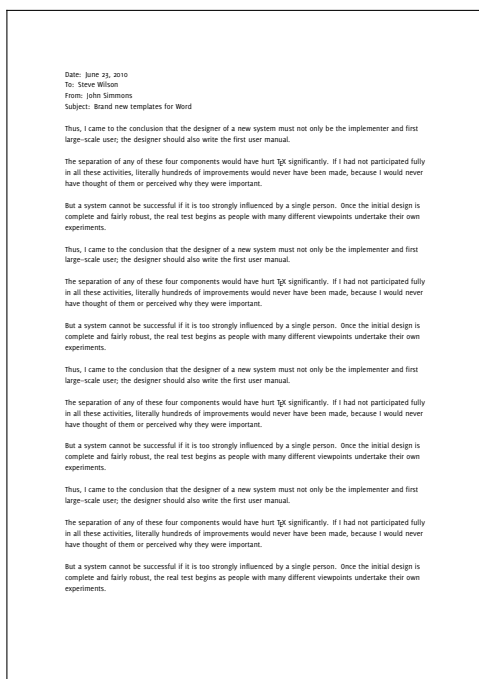 Date: June 23, 2010
To: Steve Wilson
From: John Simmons
Subject: Brand new templates for Word
Thus, I came to the conclusion that the designer of a new system must not only be the implementer and first
large–scale user; the designer should also write the first user manual.
The separation of any of these four components would have hurt TEX significantly. If I had not participated fully
in all these activities, literally hundreds of improvements would never have been made, because I would never
have thought of them or perceived why they were important.
But a system cannot be successful if it is too strongly influenced by a single person. Once the initial design is
complete and fairly robust, the real test begins as people with many different viewpoints undertake their own
experiments.
Thus, I came to the conclusion that the designer of a new system must not only be the implementer and first
large–scale user; the designer should also write the first user manual.
The separation of any of these four components would have hurt TEX significantly. If I had not participated fully
in all these activities, literally hundreds of improvements would never have been made, because I would never
have thought of them or perceived why they were important.
But a system cannot be successful if it is too strongly influenced by a single person. Once the initial design is
complete and fairly robust, the real test begins as people with many different viewpoints undertake their own
experiments.
Thus, I came to the conclusion that the designer of a new system must not only be the implementer and first
large–scale user; the designer should also write the first user manual.
The separation of any of these four components would have hurt TEX significantly. If I had not participated fully
in all these activities, literally hundreds of improvements would never have been made, because I would never
have thought of them or perceived why they were important.
But a system cannot be successful if it is too strongly influenced by a single person. Once the initial design is
complete and fairly robust, the real test begins as people with many different viewpoints undertake their own
experiments.
Thus, I came to the conclusion that the designer of a new system must not only be the implementer and first
large–scale user; the designer should also write the first user manual.
The separation of any of these four components would have hurt TEX significantly. If I had not participated fully
in all these activities, literally hundreds of improvements would never have been made, because I would never
have thought of them or perceived why they were important.
But a system cannot be successful if it is too strongly influenced by a single person. Once the initial design is
complete and fairly robust, the real test begins as people with many different viewpoints undertake their own
experiments.